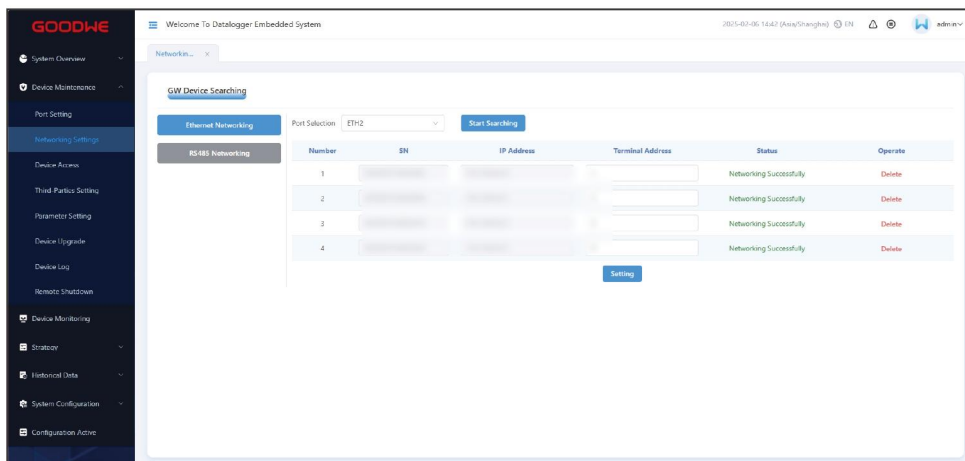 GOODWE
Welcome To Datalogger Embedded System
2025-02-06 14:42 (Asia/Shanghai) EN admin
Networkin... ×
System Overview
Device Maintenance
Port Setting
Networking Settings
Device Access
Third-Parties Setting
Parameter Setting
Device Upgrade
Device Log
Remote Shutdown
Device Monitoring
Strategy
Historical Data
System Configuration
Configuration Active
GW Device Searching
Ethernet Networking
RS485 Networking
Port Selection ETH2 Start Searching
Number SN IP Address Terminal Address Status Operate
1 Networking Successfully Delete
2 Networking Successfully Delete
3 Networking Successfully Delete
4 Networking Successfully Delete
Setting